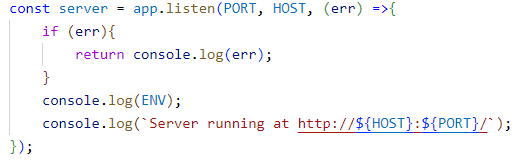 const server = app.listen(PORT, HOST, (err) =>{
    if (err){
        return console.log(err);
    }
    console.log(ENV);
    console.log(`Server running at http://${HOST}:${PORT}/`);
});